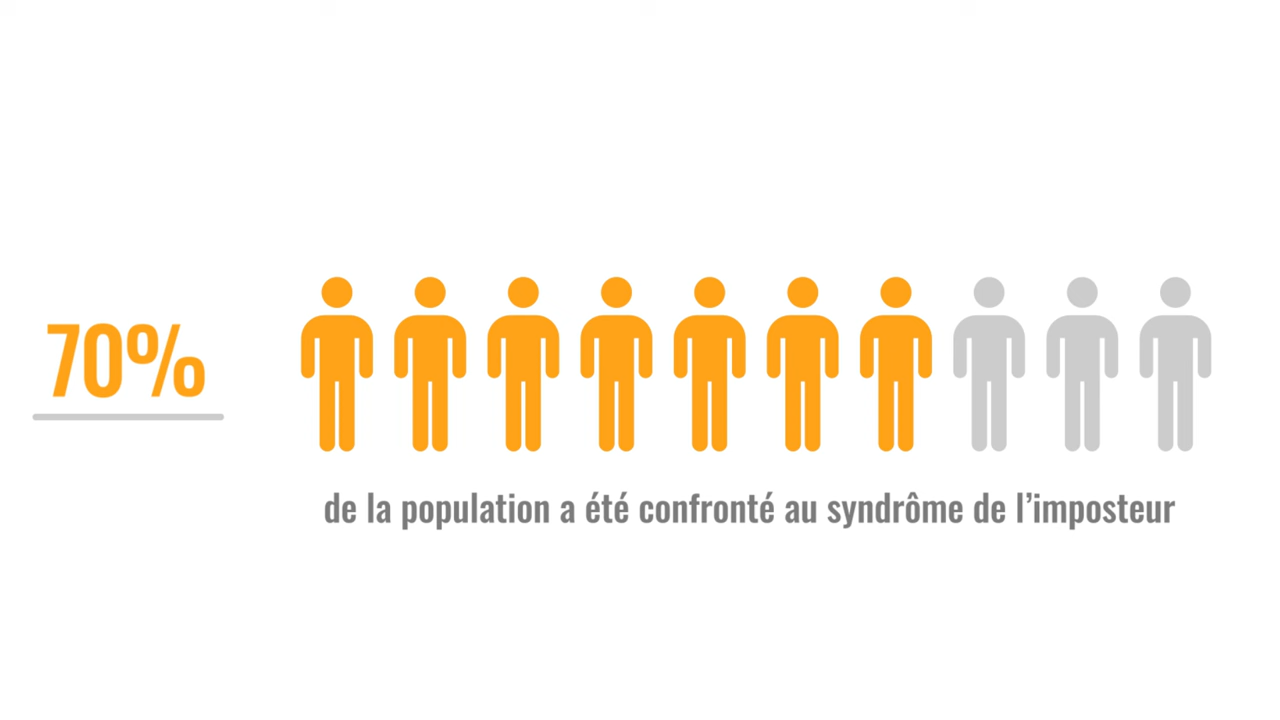 70%
de la population a été confronté au syndrôme de l’imposteur